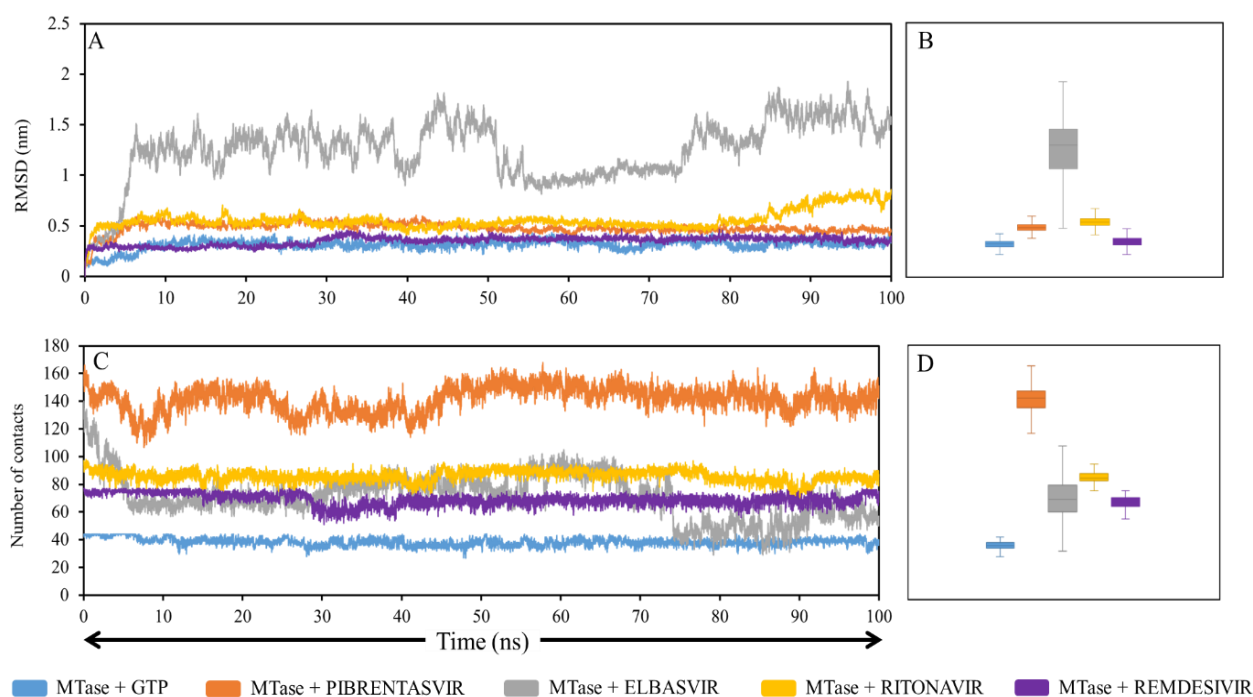 A
B
RMSD (nm)
2.5
2
1.5
1
0.5
0
0 10 20 30 40 50 60 70 80 90 100
C
D
Number of contacts
180
160
140
120
100
80
60
40
20
0
0 10 20 30 40 50 60 70 80 90 100
Time (ns)
MTase + GTP MTase + PIBRENTASVIR MTase + ELBASVIR MTase + RITONAVIR MTase + REMDESIVIR